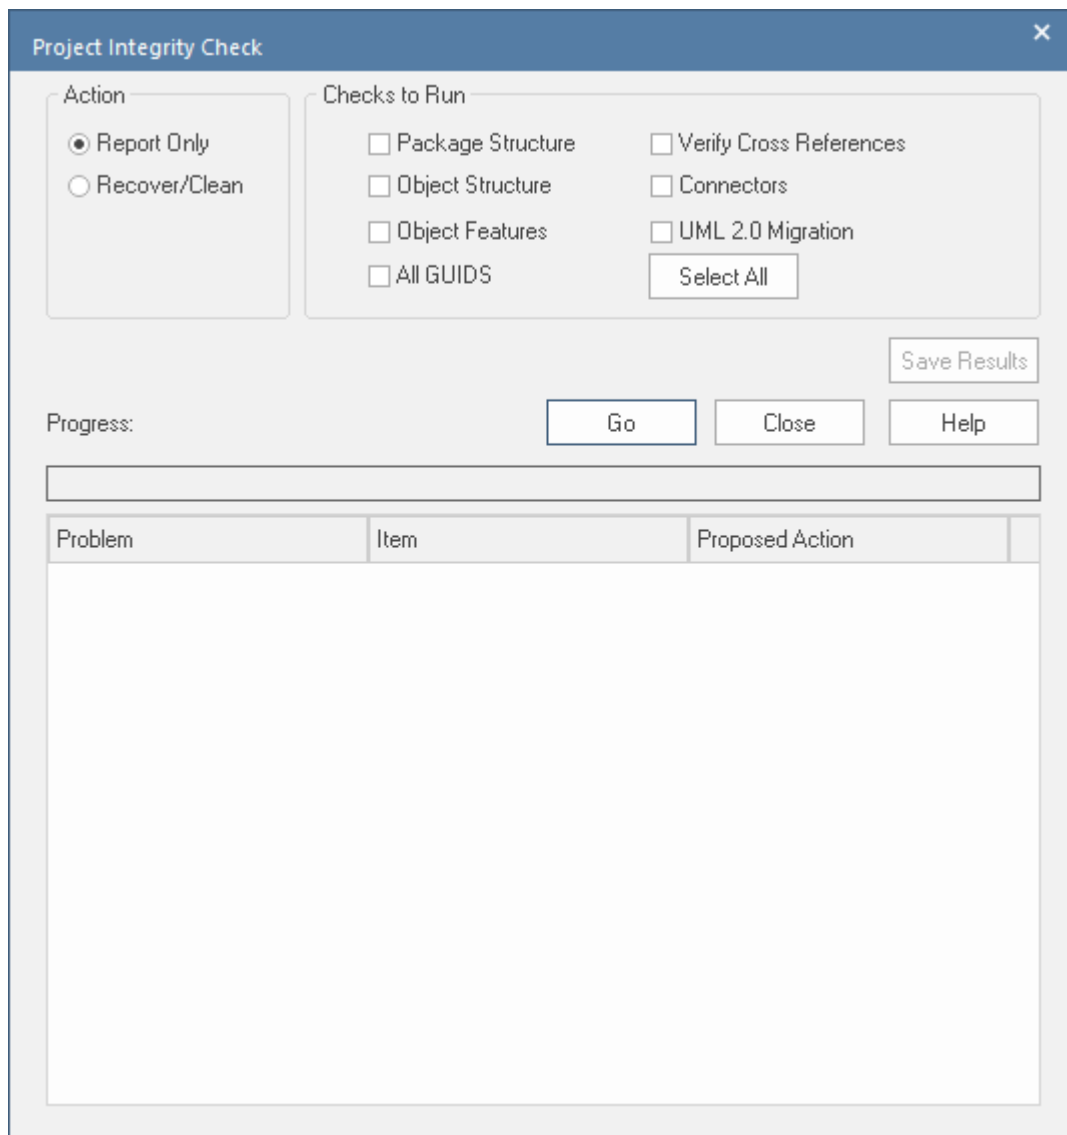 Project Integrity Check
Action
Report Only
Recover/Clean
Checks to Run
Package Structure
Verify Cross References
Object Structure
Connectors
Object Features
UML 2.0 Migration
All GUIDS
Select All
Save Results
Progress:
Go
Close
Help
Problem
Item
Proposed Action